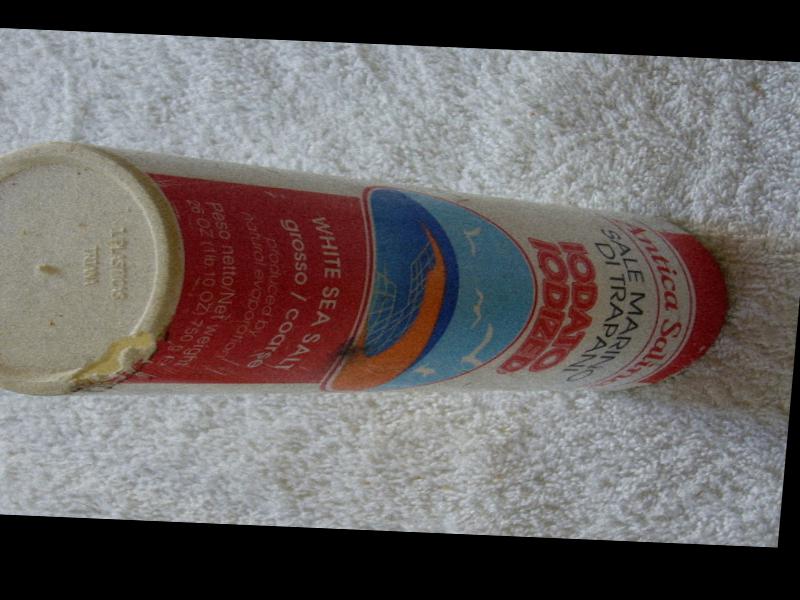 Antica Salina
SALE MARINO
DI TRAPANI
IODATO
IODIZED
WHITE SEA SALT
grosso / coarse
produced by
natural evaporation
peso netto/Net weight
26 OZ (1 lb 10 OZ) 750 g